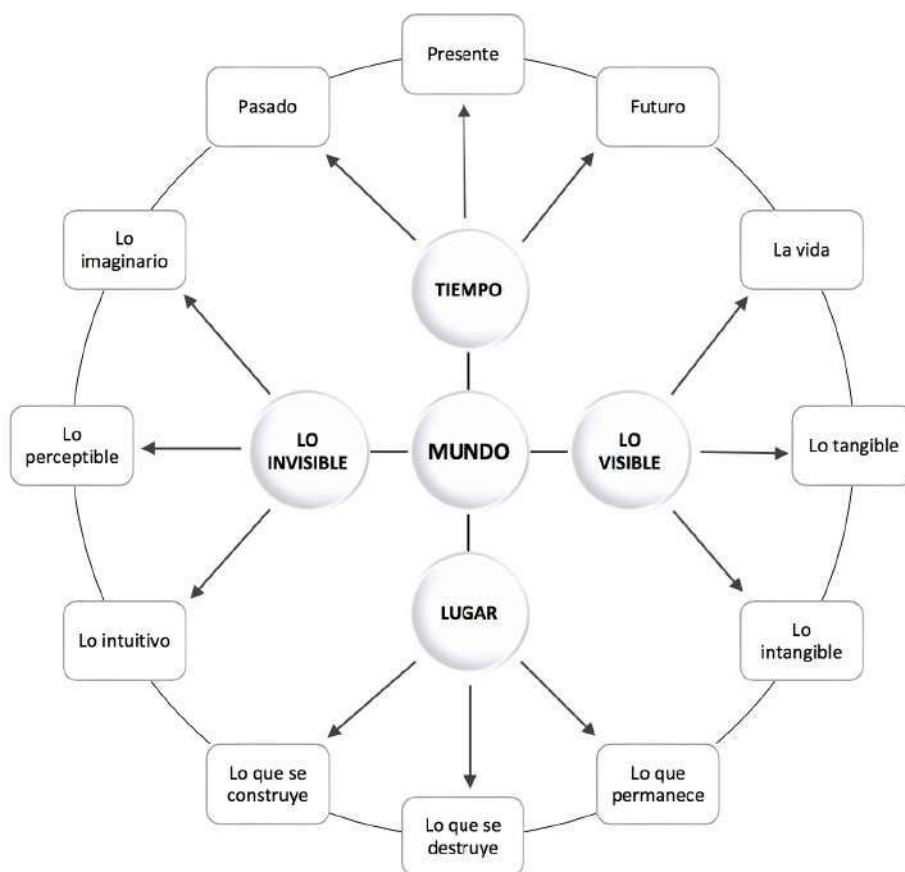 Presente
Pasado
Futuro
Lo
imaginario
La vida
TIEMPO
Lo
perceptible
LO
INVISIBLE
MUNDO
LO
VISIBLE
Lo tangible
Lo intuitivo
LUGAR
Lo
intangible
Lo que se
construye
Lo que
permanece
Lo que se
destruye